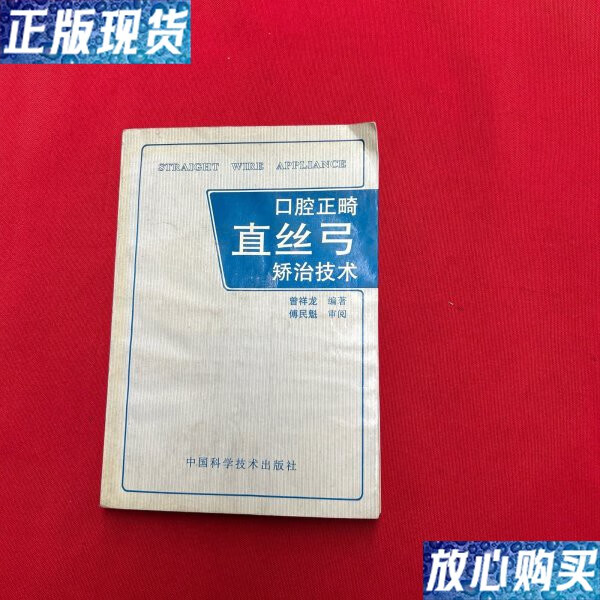 正版现货
STRAIGHT WIRE APPLIANCE
口腔正畸
直丝弓
矫治技术
曾祥龙 编著
傅民魁 审阅
中国科学技术出版社
放心购买